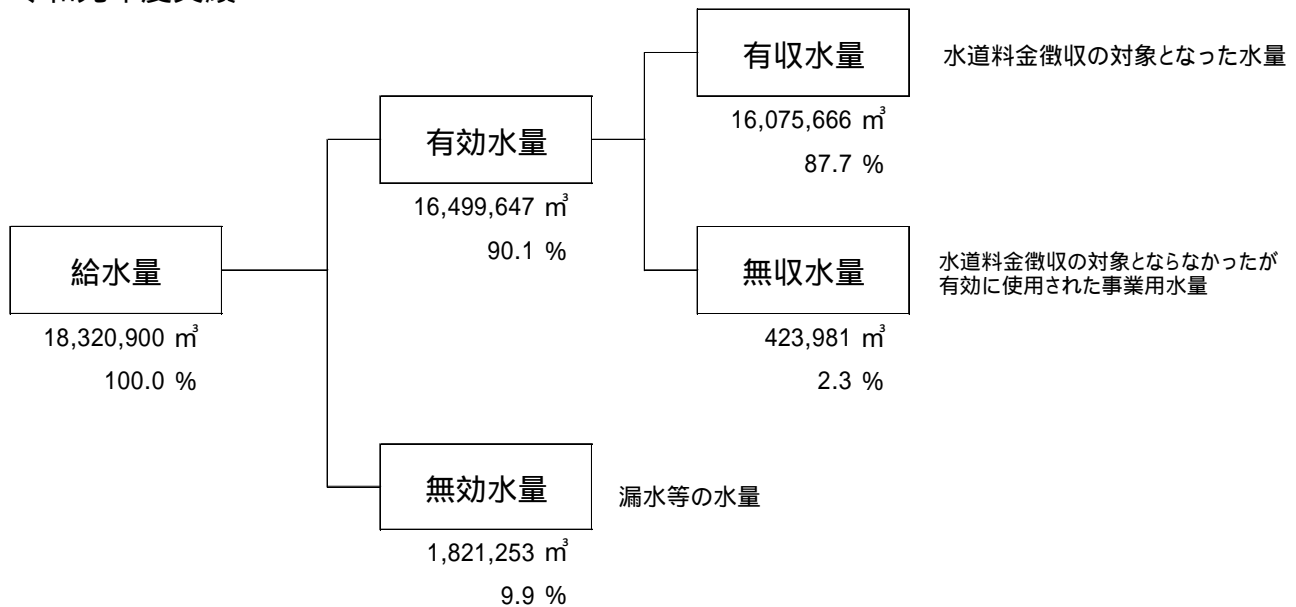 有収水量
水道料金徴収の対象となった水量
16,075,666 ㎥
87.7 %
有効水量
16,499,647 ㎥
90.1 %
給水量
18,320,900 ㎥
100.0 %
無収水量
水道料金徴収の対象とならなかったが
有効に使用された事業用水量
423,981 ㎥
2.3 %
無効水量
漏水等の水量
1,821,253 ㎥
9.9 %